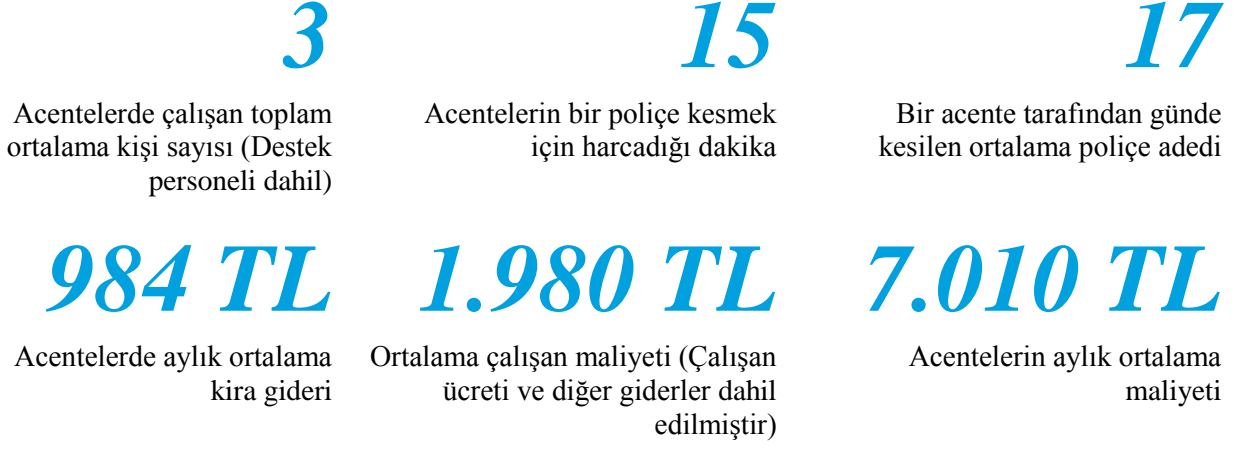 3
Acentelerde çalışan toplam
ortalama kişi sayısı (Destek
personeli dahil)
15
Acentelerin bir poliçe kesmek
için harcadığı dakika
17
Bir acente tarafından günde
kesilen ortalama poliçe adedi
984 TL
Acentelerde aylık ortalama
kira gideri
1.980 TL
Ortalama çalışan maliyeti (Çalışan
ücreti ve diğer giderler dahil
edilmiştir)
7.010 TL
Acentelerin aylık ortalama
maliyeti